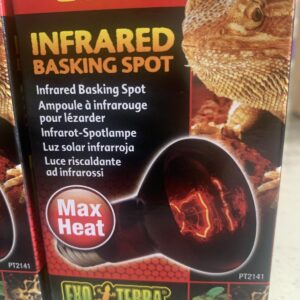 INFRARED
BASKING SPOT
Infrared Basking Spot
Ampoule à infrarouge
pour lézarder
Infrarot-Spotlampe
Luz solar infrarroja
Luce riscaldante
ad infrarossi
Max
Heat
PT2141
PT2141
EXO TERRA